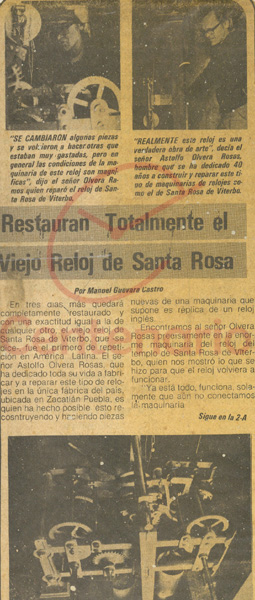 "SE CAMBIARON algunas piezas
y se volvieron a hacer otras que
estaban muy gastadas, pero en
general las condiciones de la ma-
quinaria de este reloj son magní-
ficas", dijo el señor Olvera Ra-
mos quien reparó el reloj de San-
ta Rosa de Viterbo.
"REALMENTE este reloj es una
verdadera obra de arte", decía el
señor Astolfo Olvera Rosas,
hombre que se ha dedicado 40
años a construir y reparar este ti-
po de maquinarias de relojes como
el de Santa Rosa de Viterbo.
Restauran Totalmente el
Viejo Reloj de Santa Rosa
Por Manuel Guevara Castro
En tres días, más quedará
completamente restaurado y
con una exactitud igual a la de
cualquier otro, el viejo reloj de
Santa Rosa de Viterbo, que -se
dice-, fue el primero de repeti-
ción en América Latina. El se-
ñor Astolfo Olvera Rosas, que
ha dedicado toda su vida a fabri-
car y a reparar este tipo de relo-
jes en la única fábrica del país,
ubicada en Zacatlán Puebla, es
quien ha hecho posible esto re-
construyendo y haciendo piezas
nuevas de una maquinaria que
supone es réplica de un reloj
inglés.
Encontramos al señor Olvera
Rosas precisamente en la enor-
me maquinaria del reloj del
templo de Santa Rosa de Viter-
bo, quien nos mostró lo que se
hizo para que el reloj volviera a
funcionar.
Ya está todo, funciona, sola-
mente que aún no conectamos
la maquinaria
Sigue en la 2-A